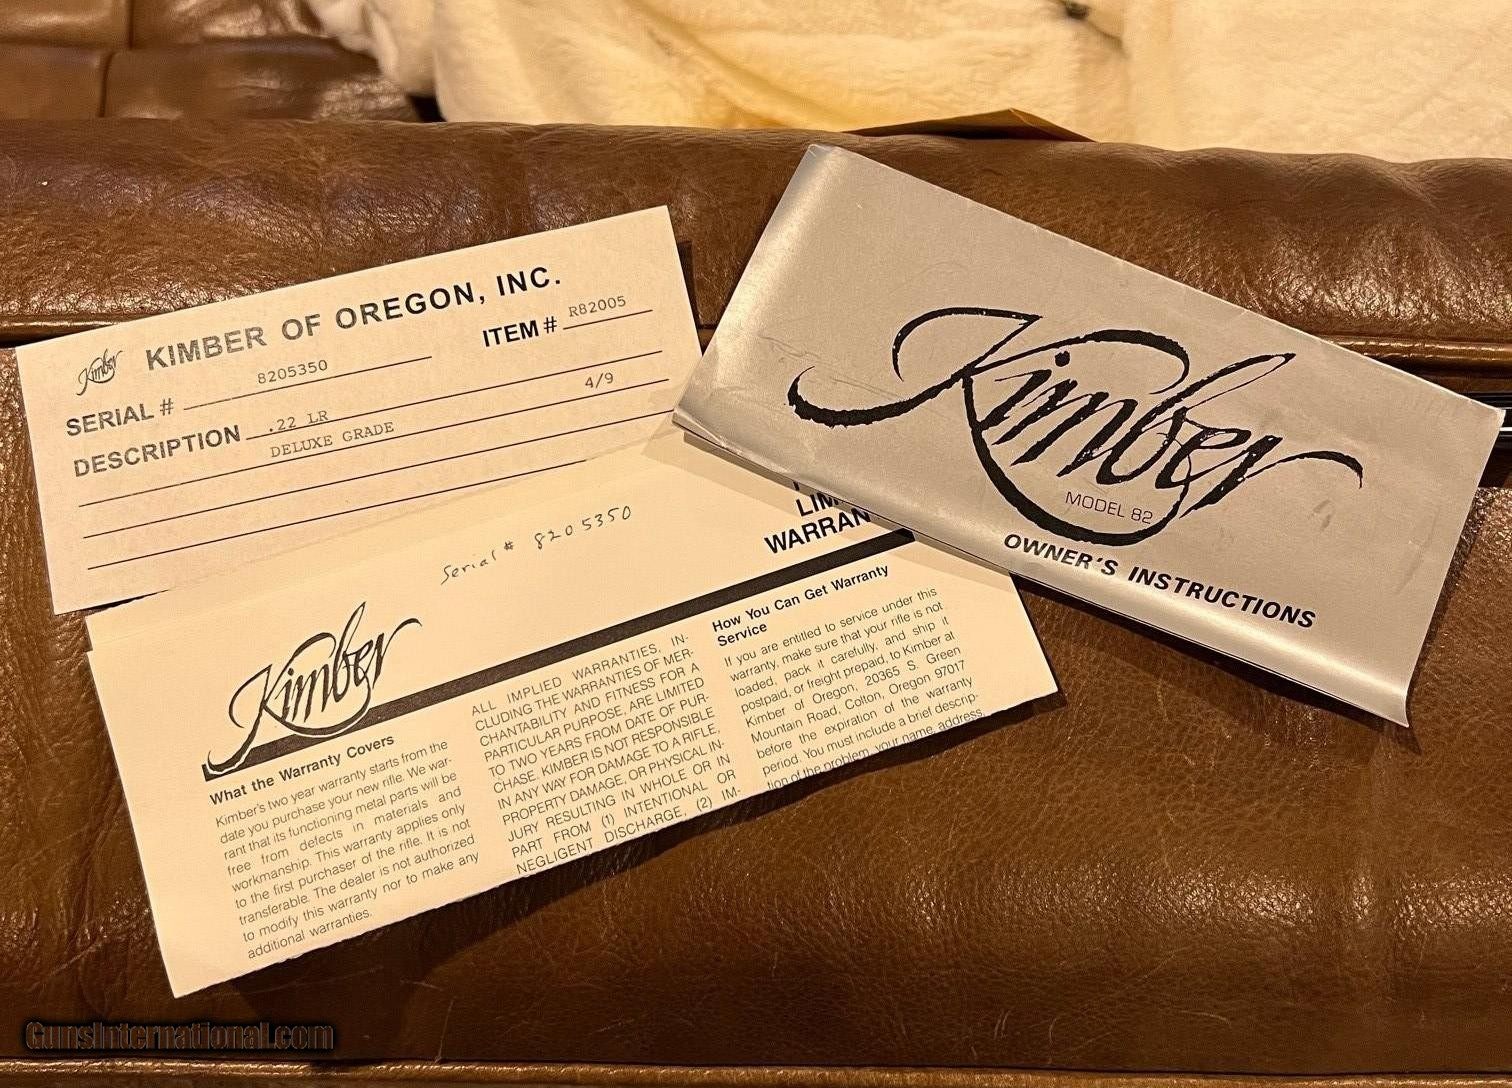 Kimber
KIMBER OF OREGON, INC.
SERIAL # 8205350
ITEM # R82005
DESCRIPTION .22 LR 4/9
DELUXE GRADE
Serial # 8205350
LIM
WARRAN
Kimber
What the Warranty Covers
Kimber's two year warranty starts from the
date you purchase your new rifle. We war-
rant that its functioning metal parts will be
free from defects in materials and
workmanship. This warranty applies only
to the first purchaser of the rifle. It is not
transferable. The dealer is not authorized
to modify this warranty nor to make any
additional warranties.
ALL IMPLIED WARRANTIES, IN-
CLUDING THE WARRANTIES OF MER-
CHANTABILITY AND FITNESS FOR A
PARTICULAR PURPOSE, ARE LIMITED
TO TWO YEARS FROM DATE OF PUR-
CHASE. KIMBER IS NOT RESPONSIBLE
IN ANY WAY FOR DAMAGE TO A RIFLE,
PROPERTY DAMAGE, OR PHYSICAL IN-
JURY RESULTING IN WHOLE OR IN
PART FROM (1) INTENTIONAL OR
NEGLIGENT DISCHARGE, (2) IM-
How You Can Get Warranty
Service
If you are entitled to service under this
warranty, make sure that your rifle is not
loaded, pack it carefully, and ship it
postpaid, or freight prepaid, to Kimber at
Kimber of Oregon, 20365 S. Green
Mountain Road, Colton, Oregon 97017
before the expiration of the warranty
period. You must include a brief descrip-
tion of the problem, your name, address,
Kimber
MODEL 82
OWNER'S INSTRUCTIONS
GunsInternational.com